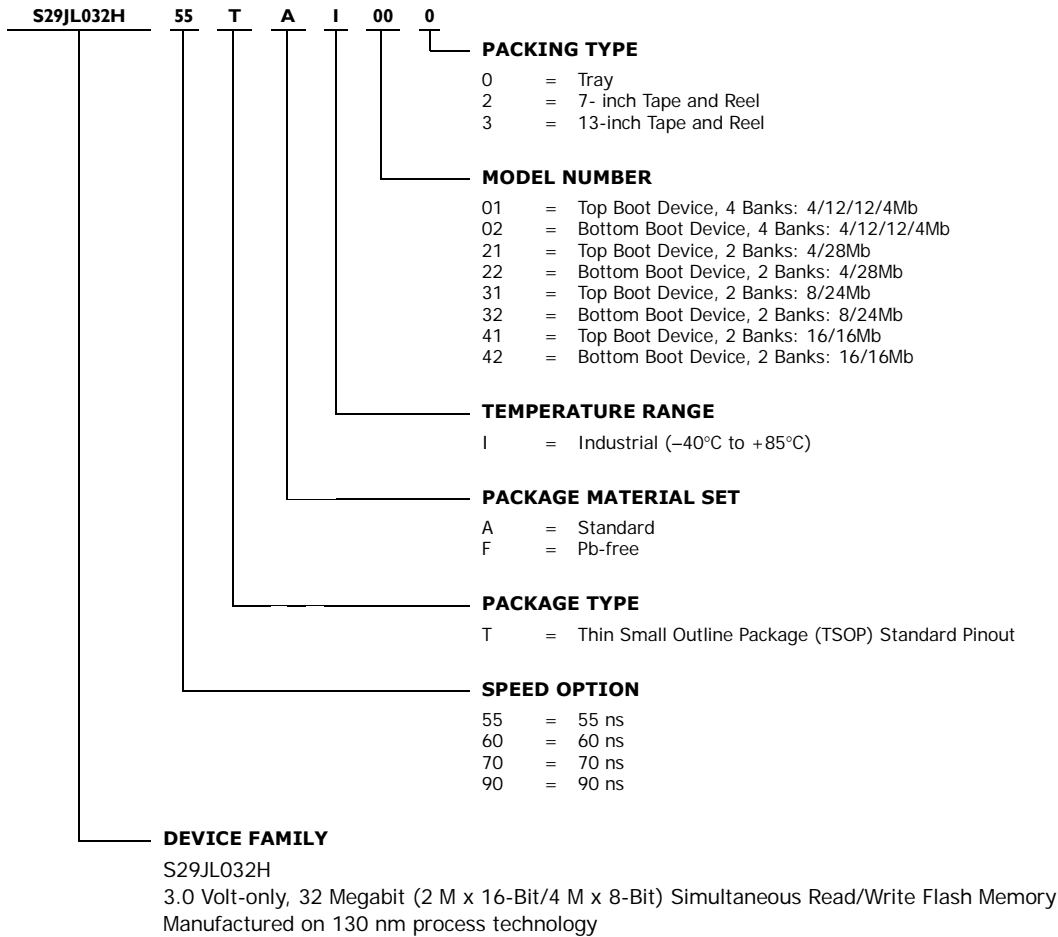 S29JL032H 55 T A I 00 0
PACKING TYPE
0 = Tray
2 = 7- inch Tape and Reel
3 = 13-inch Tape and Reel
MODEL NUMBER
01 = Top Boot Device, 4 Banks: 4/12/12/4Mb
02 = Bottom Boot Device, 4 Banks: 4/12/12/4Mb
21 = Top Boot Device, 2 Banks: 4/28Mb
22 = Bottom Boot Device, 2 Banks: 4/28Mb
31 = Top Boot Device, 2 Banks: 8/24Mb
32 = Bottom Boot Device, 2 Banks: 8/24Mb
41 = Top Boot Device, 2 Banks: 16/16Mb
42 = Bottom Boot Device, 2 Banks: 16/16Mb
TEMPERATURE RANGE
I = Industrial (–40°C to +85°C)
PACKAGE MATERIAL SET
A = Standard
F = Pb-free
PACKAGE TYPE
T = Thin Small Outline Package (TSOP) Standard Pinout
SPEED OPTION
55 = 55 ns
60 = 60 ns
70 = 70 ns
90 = 90 ns
DEVICE FAMILY
S29JL032H
3.0 Volt-only, 32 Megabit (2 M x 16-Bit/4 M x 8-Bit) Simultaneous Read/Write Flash Memory
Manufactured on 130 nm process technology